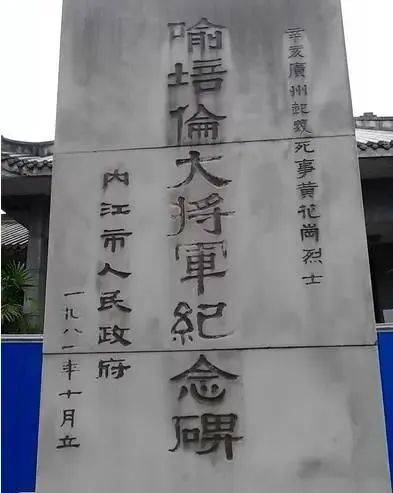 辛亥廣州起義死事黃花崗烈士
喻培倫大將軍紀念碑
内江市人民政府
一九八一年十月立